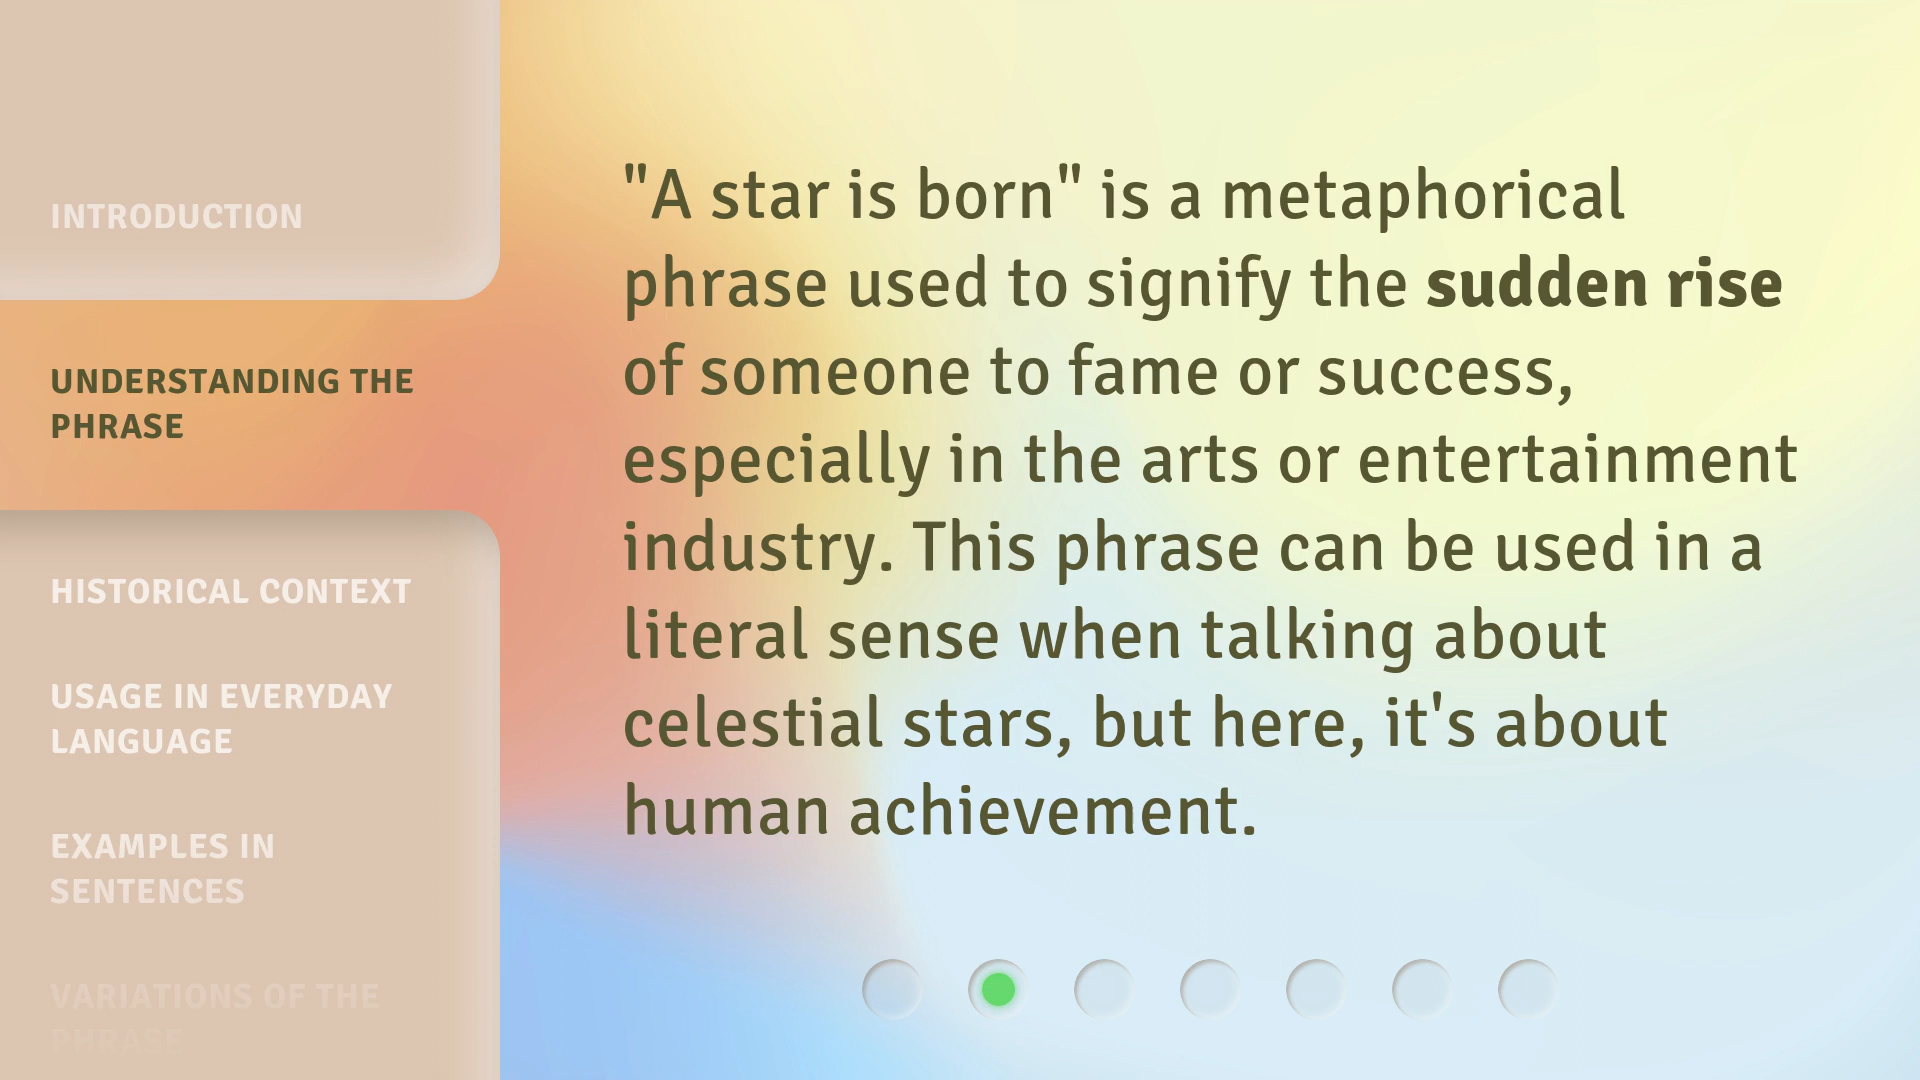 INTRODUCTION
UNDERSTANDING THE
PHRASE
HISTORICAL CONTEXT
USAGE IN EVERYDAY
LANGUAGE
EXAMPLES IN
SENTENCES
VARIATIONS OF THE
PHRASE
"A star is born" is a metaphorical
phrase used to signify the sudden rise
of someone to fame or success,
especially in the arts or entertainment
industry. This phrase can be used in a
literal sense when talking about
celestial stars, but here, it's about
human achievement.